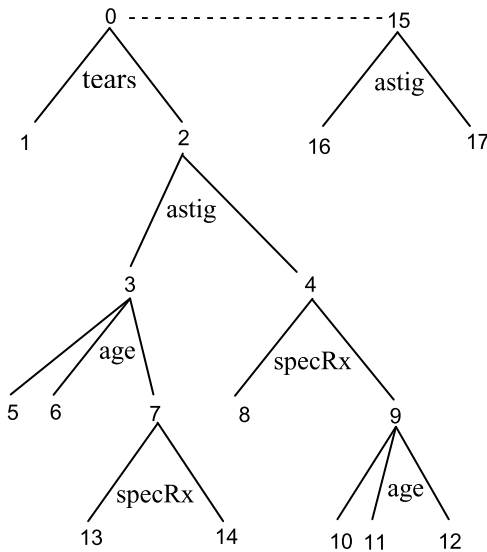 0 15
tears astig
1 2 16 17
astig
3 4
age specRx
5 6 7 8 9
specRx age
13 14 10 11 12